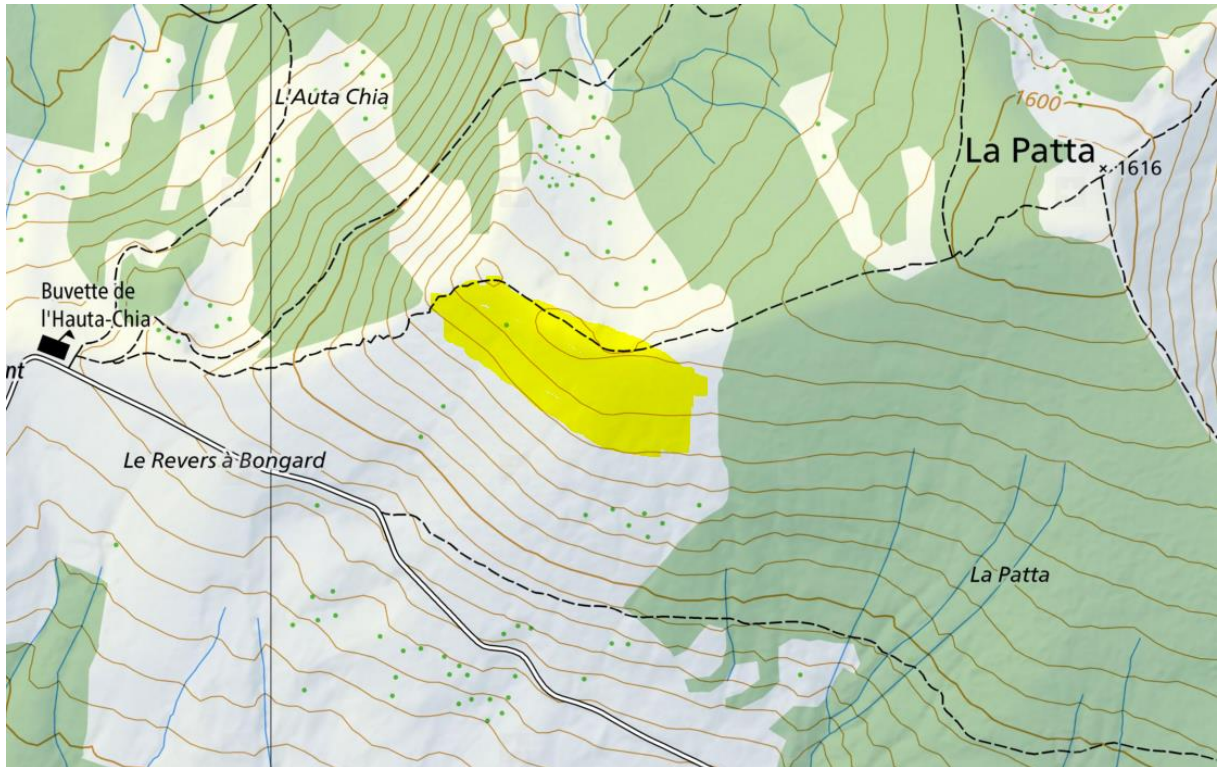 L'Auta Chia
1600
La Patta
1616
Buvette de
l'Hauta-Chia
nt
Le Revers à Bongard
La Patta